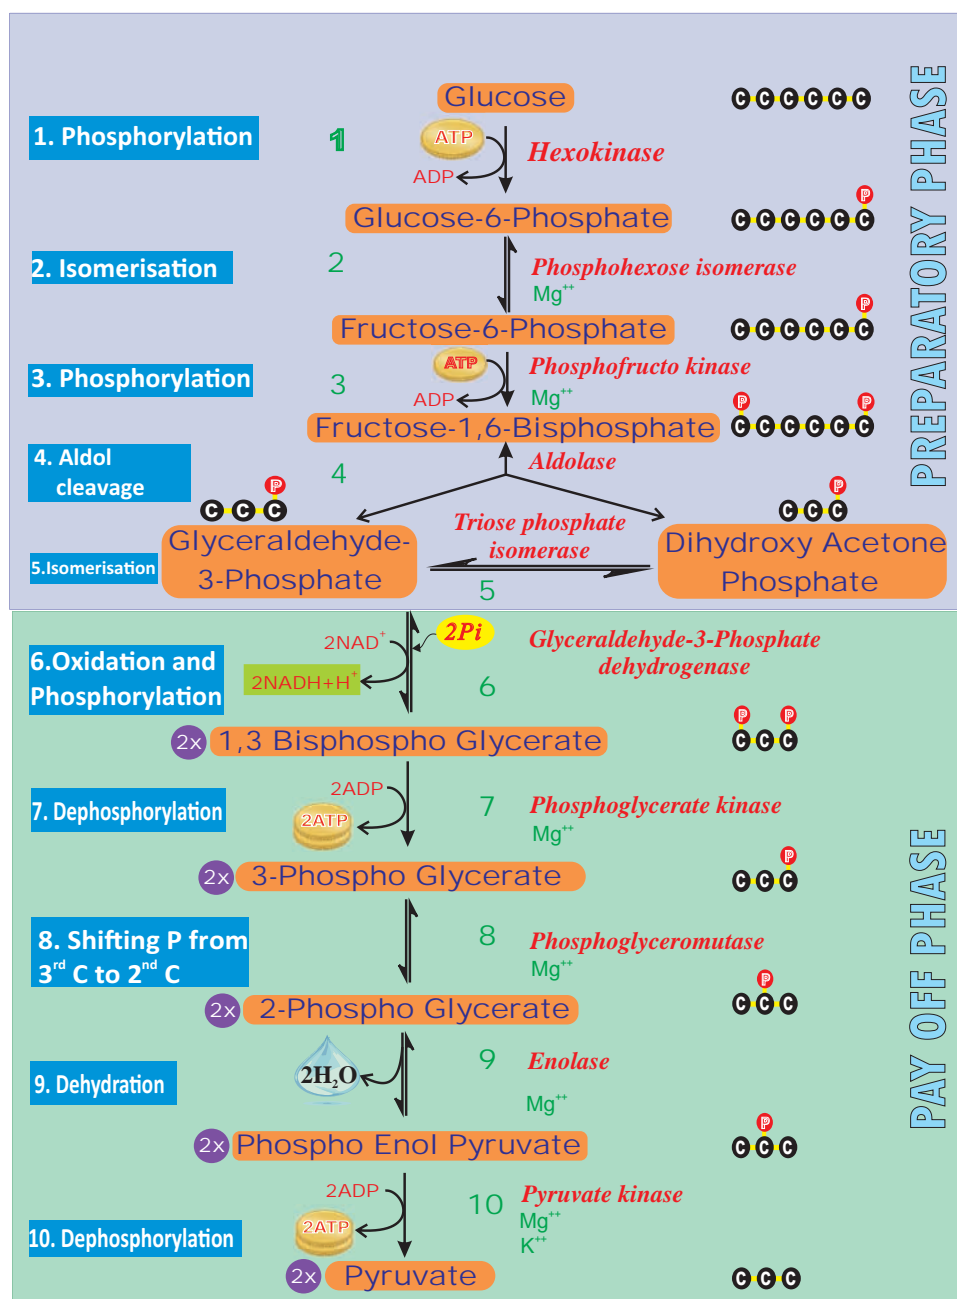 Glucose
C C C C C C
1. Phosphorylation
1
ATP
Hexokinase
ADP
P
Glucose-6-Phosphate
C C C C C C
2. Isomerisation
2
Phosphohexose isomerase
Mg++
P
Fructose-6-Phosphate
C C C C C C
3. Phosphorylation
3
ATP
Phosphofructo kinase
ADP
Mg++
P P
Fructose-1,6-Bisphosphate
C C C C C C
PREPARATORY PHASE
4. Aldol
cleavage
4
Aldolase
P
C C C
P
C C C
Glyceraldehyde-
3-Phosphate
Triose phosphate
isomerase
Dihydroxy Acetone
Phosphate
5.Isomerisation
5
6.Oxidation and
Phosphorylation
2NAD+
2Pi
2NADH+H+
6
Glyceraldehyde-3-Phosphate
dehydrogenase
P P
2x
1,3 Bisphospho Glycerate
C C C
7. Dephosphorylation
2ADP
2ATP
7
Phosphoglycerate kinase
Mg++
P
2x
3-Phospho Glycerate
C C C
8. Shifting P from
3rd C to 2nd C
8
Phosphoglyceromutase
Mg++
P
2x
2-Phospho Glycerate
C C C
PAY OFF PHASE
9. Dehydration
2H2O
9
Enolase
Mg++
P
2x
Phospho Enol Pyruvate
C C C
10. Dephosphorylation
2ADP
2ATP
10
Pyruvate kinase
Mg++
K++
2x
Pyruvate
C C C